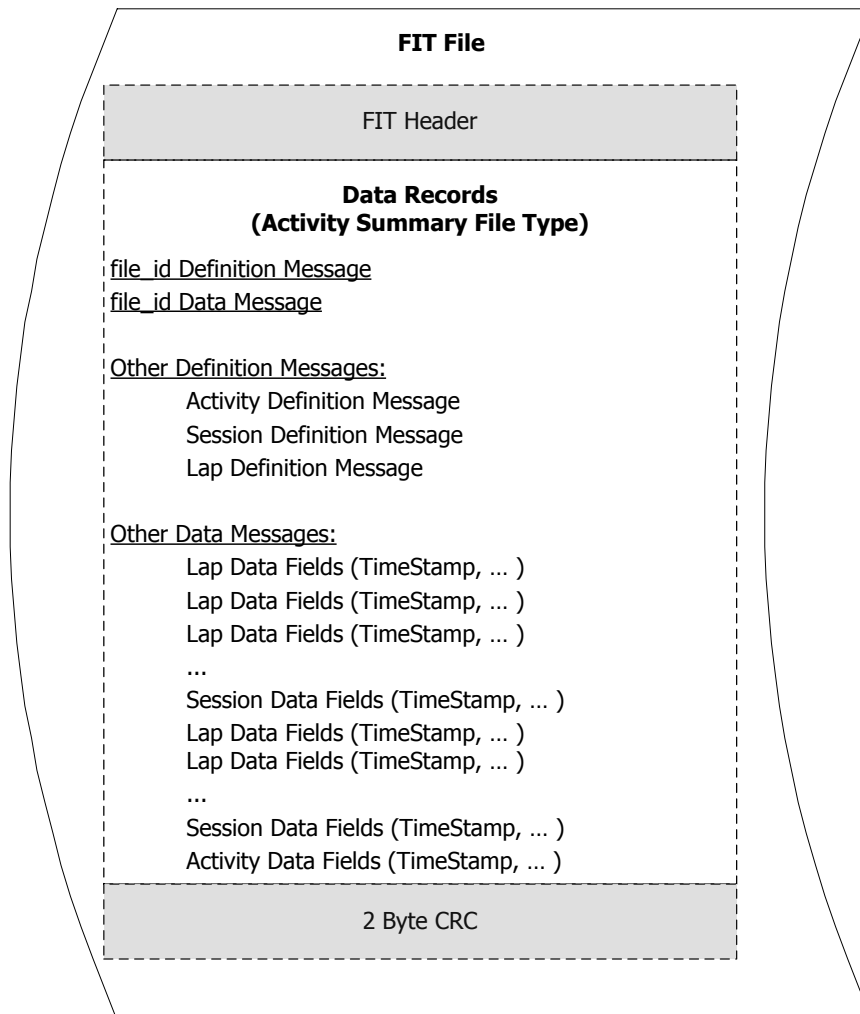 FIT File
FIT Header
Data Records
(Activity Summary File Type)
file_id Definition Message
file_id Data Message
Other Definition Messages:
Activity Definition Message
Session Definition Message
Lap Definition Message
Other Data Messages:
Lap Data Fields (TimeStamp, … )
Lap Data Fields (TimeStamp, … )
Lap Data Fields (TimeStamp, … )
...
Session Data Fields (TimeStamp, … )
Lap Data Fields (TimeStamp, … )
Lap Data Fields (TimeStamp, … )
...
Session Data Fields (TimeStamp, … )
Activity Data Fields (TimeStamp, … )
2 Byte CRC